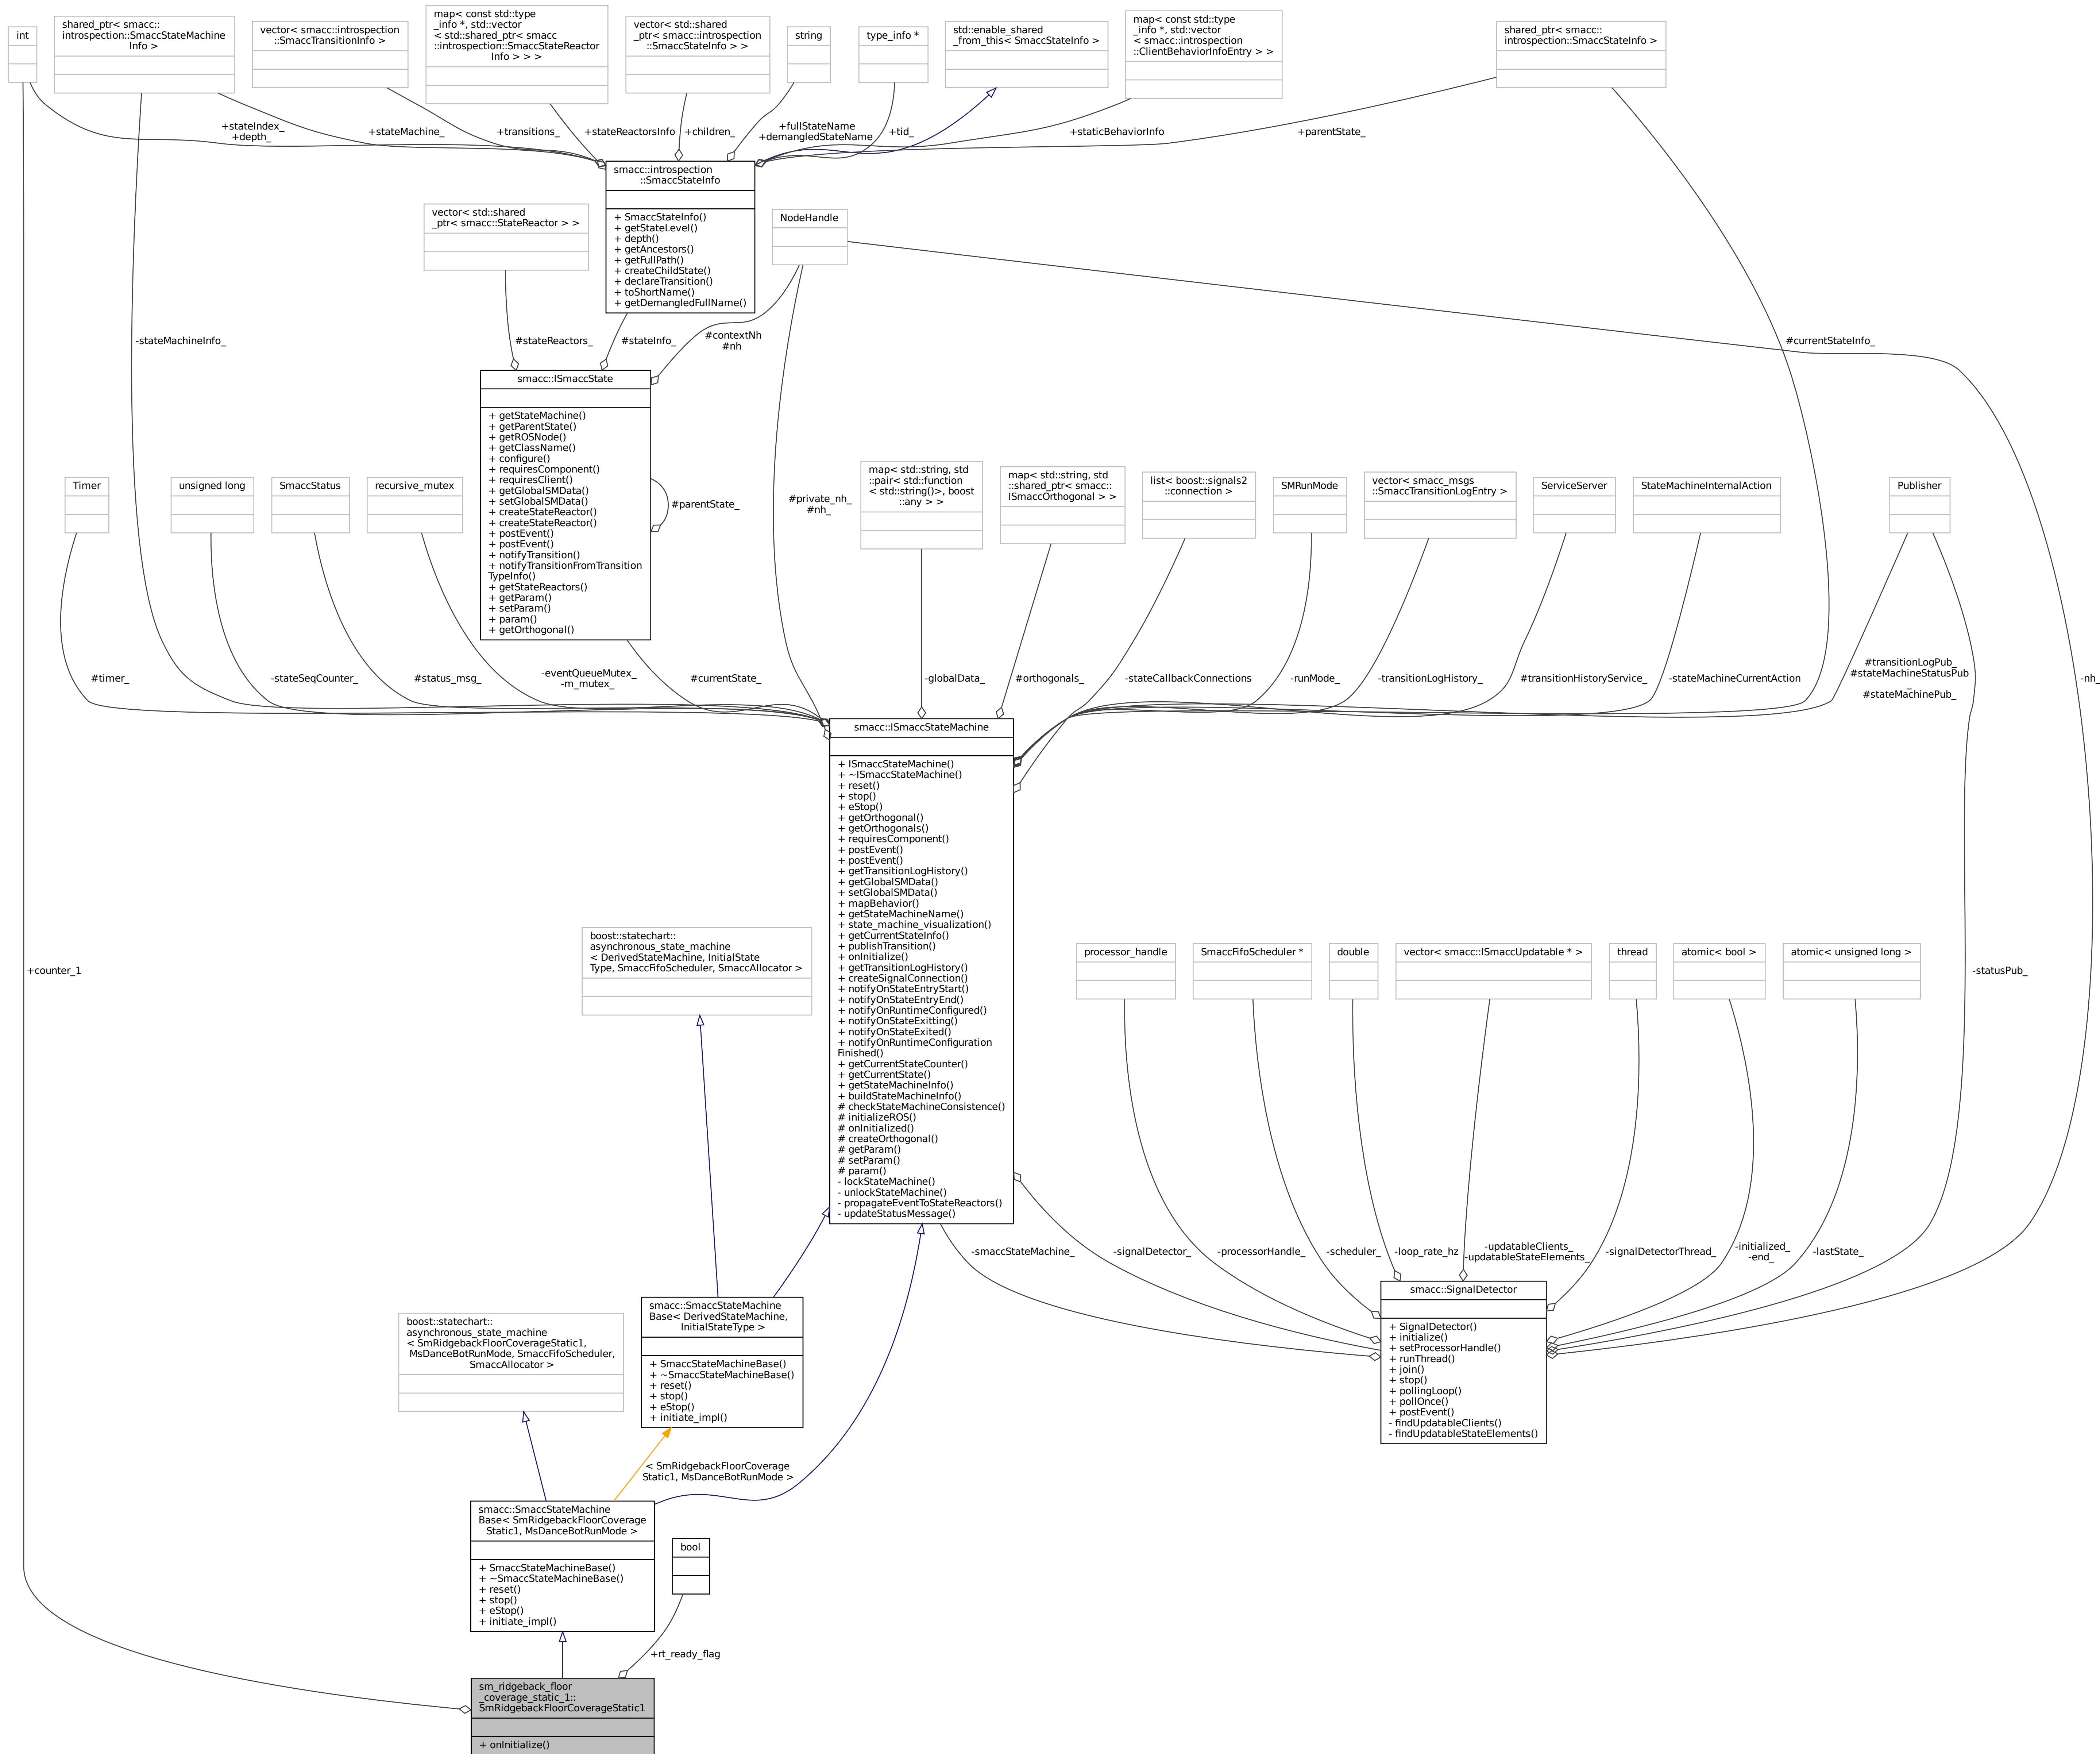 int
shared_ptr< smacc::
introspection::SmaccStateMachine
Info >
vector< smacc::introspection
::SmaccTransitionInfo >
map< const std::type
_info *, std::vector
< std::shared_ptr< smacc
::introspection::SmaccStateReactor
Info > > >
vector< std::shared
_ptr< smacc::introspection
::SmaccStateInfo > >
string
type_info *
std::enable_shared
_from_this< SmaccStateInfo >
map< const std::type
_info *, std::vector
< smacc::introspection
::ClientBehaviorInfoEntry > >
shared_ptr< smacc::
introspection::SmaccStateInfo >
+stateIndex_
+depth_
+stateMachine_
+transitions_
+stateReactorsInfo
+children_
+fullStateName
+demangledStateName
+tid_
+staticBehaviorInfo
+parentState_
smacc::introspection
::SmaccStateInfo
+ SmaccStateInfo()
+ getStateLevel()
+ depth()
+ getAncestors()
+ getFullPath()
+ createChildState()
+ declareTransition()
+ toShortName()
+ getDemangledFullName()
vector< std::shared
_ptr< smacc::StateReactor > >
NodeHandle
-stateMachineInfo_
#stateReactors_
#stateInfo_
#contextNh
#nh
#currentStateInfo_
smacc::ISmaccState
+ getStateMachine()
+ getParentState()
+ getROSNode()
+ getClassName()
+ configure()
+ requiresComponent()
+ requiresClient()
+ getGlobalSMData()
+ setGlobalSMData()
+ createStateReactor()
+ createStateReactor()
+ postEvent()
+ postEvent()
+ notifyTransition()
+ notifyTransitionFromTransition
TypeInfo()
+ getStateReactors()
+ getParam()
+ setParam()
+ param()
+ getOrthogonal()
#parentState_
#private_nh_
#nh_
Timer
unsigned long
SmaccStatus
recursive_mutex
map< std::string, std
::pair< std::function
< std::string()>, boost
::any > >
map< std::string, std
::shared_ptr< smacc::
ISmaccOrthogonal > >
list< boost::signals2
::connection >
SMRunMode
vector< smacc_msgs
::SmaccTransitionLogEntry >
ServiceServer
StateMachineInternalAction
Publisher
#timer_
-stateSeqCounter_
#status_msg_
-eventQueueMutex_
-m_mutex_
#currentState_
-globalData_
#orthogonals_
-stateCallbackConnections
-runMode_
-transitionLogHistory_
#transitionHistoryService_
-stateMachineCurrentAction
#transitionLogPub_
#stateMachineStatusPub
_
#stateMachinePub_
-nh_
smacc::ISmaccStateMachine
+ ISmaccStateMachine()
+ ~ISmaccStateMachine()
+ reset()
+ stop()
+ eStop()
+ getOrthogonal()
+ getOrthogonals()
+ requiresComponent()
+ postEvent()
+ postEvent()
+ getTransitionLogHistory()
+ getGlobalSMData()
+ setGlobalSMData()
+ mapBehavior()
+ getStateMachineName()
+ state_machine_visualization()
+ getCurrentStateInfo()
+ publishTransition()
+ onInitialize()
+ getTransitionLogHistory()
+ createSignalConnection()
+ notifyOnStateEntryStart()
+ notifyOnStateEntryEnd()
+ notifyOnRuntimeConfigured()
+ notifyOnStateExitting()
+ notifyOnStateExited()
+ notifyOnRuntimeConfiguration
Finished()
+ getCurrentStateCounter()
+ getCurrentState()
+ getStateMachineInfo()
+ buildStateMachineInfo()
# checkStateMachineConsistence()
# initializeROS()
# onInitialized()
# createOrthogonal()
# getParam()
# setParam()
# param()
- lockStateMachine()
- unlockStateMachine()
- propagateEventToStateReactors()
- updateStatusMessage()
boost::statechart::
asynchronous_state_machine
< DerivedStateMachine, InitialState
Type, SmaccFifoScheduler, SmaccAllocator >
processor_handle
SmaccFifoScheduler *
double
vector< smacc::ISmaccUpdatable * >
thread
atomic< bool >
atomic< unsigned long >
+counter_1
-statusPub_
-smaccStateMachine_
-signalDetector_
-processorHandle_
-scheduler_
-loop_rate_hz
-updatableClients_
-updatableStateElements_
-signalDetectorThread_
-initialized_
-end_
-lastState_
smacc::SignalDetector
+ SignalDetector()
+ initialize()
+ setProcessorHandle()
+ runThread()
+ join()
+ stop()
+ pollingLoop()
+ pollOnce()
+ postEvent()
- findUpdatableClients()
- findUpdatableStateElements()
smacc::SmaccStateMachine
Base< DerivedStateMachine,
InitialStateType >
+ SmaccStateMachineBase()
+ ~SmaccStateMachineBase()
+ reset()
+ stop()
+ eStop()
+ initiate_impl()
boost::statechart::
asynchronous_state_machine
< SmRidgebackFloorCoverageStatic1,
MsDanceBotRunMode, SmaccFifoScheduler,
SmaccAllocator >
< SmRidgebackFloorCoverage
Static1, MsDanceBotRunMode >
smacc::SmaccStateMachine
Base< SmRidgebackFloorCoverage
Static1, MsDanceBotRunMode >
+ SmaccStateMachineBase()
+ ~SmaccStateMachineBase()
+ reset()
+ stop()
+ eStop()
+ initiate_impl()
bool
+rt_ready_flag
sm_ridgeback_floor
_coverage_static_1::
SmRidgebackFloorCoverageStatic1
+ onInitialize()